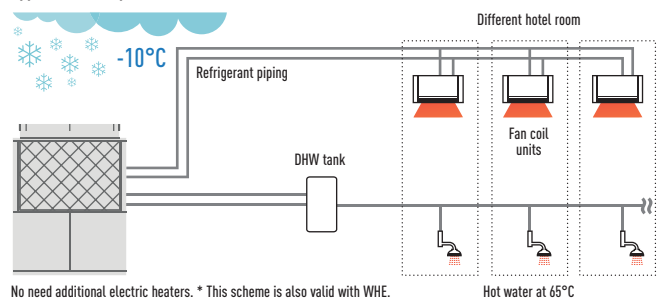 Different hotel room
-10°C
Refrigerant piping
Fan coil
units
DHW tank
No need additional electric heaters. * This scheme is also valid with WHE.
Hot water at 65°C